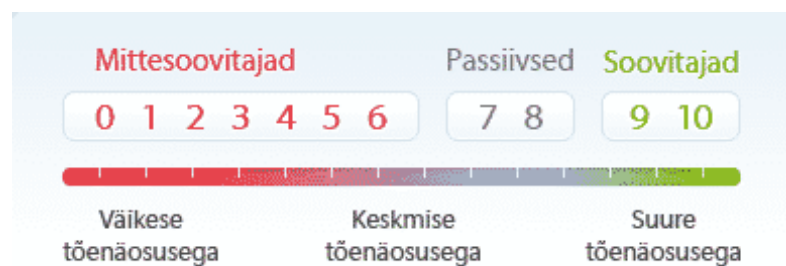 Mittesoovitajad Passiivsed Soovitajad
0 1 2 3 4 5 6 7 8 9 10
Väikese Keskmise Suure
tõenäosusega tõenäosusega tõenäosusega